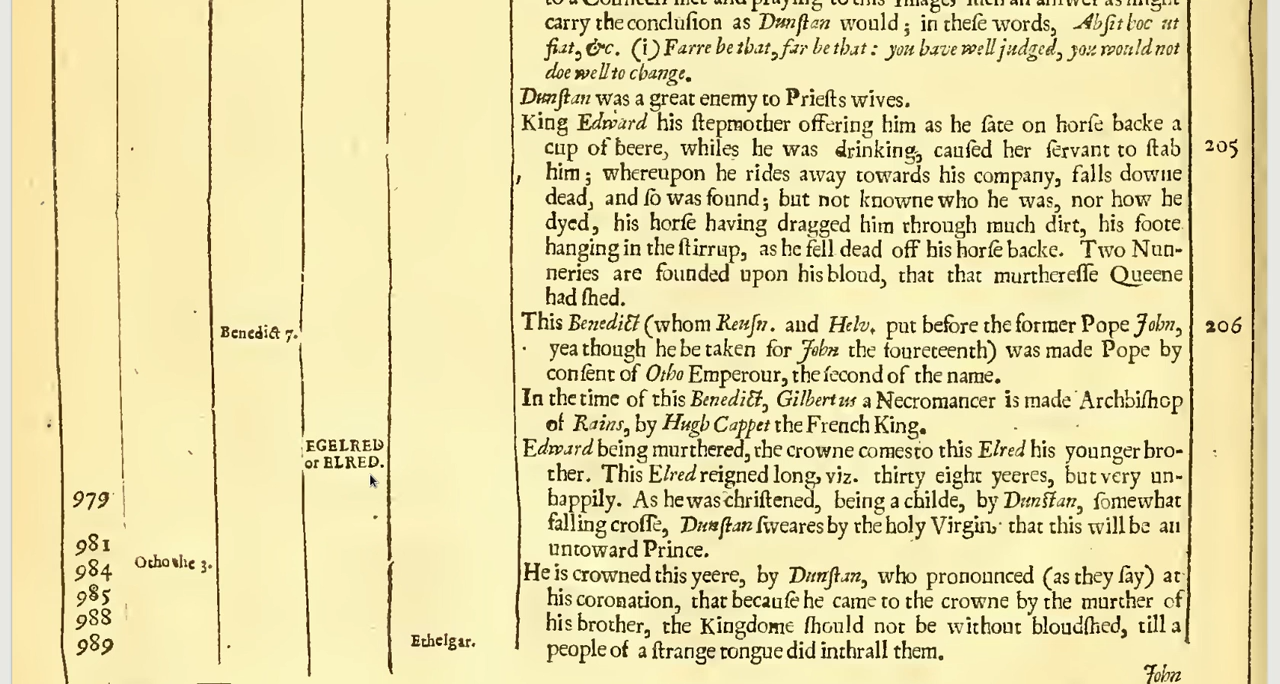 to a Councell met and praying to this Image, such an answer as might
carry the conclusion as Dunſtan would ; in theſe words, Abſit hoc ut
fiat, &c. (i) Farre be that, far be that : you have well judged, you would not
doe well to change.
Dunſtan was a great enemy to Prieſts wives.
King Edward his ſtepmother offering him as he ſate on horſe backe a
cup of beere, whiles he was drinking, cauſed her ſervant to ſtab
205
him ; whereupon he rides away towards his company, falls downe
dead, and ſo was found ; but not knowne who he was, nor how he
dyed, his horſe having dragged him through much dirt, his foote
hanging in the ſtirrup, as he fell dead off his horſe backe. Two Nun-
neries are founded upon his bloud, that that murthereſſe Queene
had ſhed.
Benedict 7.
This Benedict (whom Reuſn. and Helv. put before the former Pope John,
206
yea though he be taken for John the foureteenth) was made Pope by
conſent of Otho Emperour, the ſecond of the name.
In the time of this Benedict, Gilbertus a Necromancer is made Archbiſhop
of Rains, by Hugh Cappet the French King.
EGELRED
or ELRED.
Edward being murthered, the crowne comes to this Elred his younger bro-
ther. This Elred reigned long, viz. thirty eight yeeres, but very un-
happily. As he was chriſtened, being a childe, by Dunſtan, ſomewhat
979
falling croſſe, Dunſtan ſweares by the holy Virgin that this will be an
untoward Prince.
981
Otho the 3.
984
985
988
989
Ethelgar.
He is crowned this yeere, by Dunſtan, who pronounced (as they ſay) at
his coronation, that becauſe he came to the crowne by the murther of
his brother, the Kingdome ſhould not be without bloudſhed, till a
people of a ſtrange tongue did inthrall them.
John